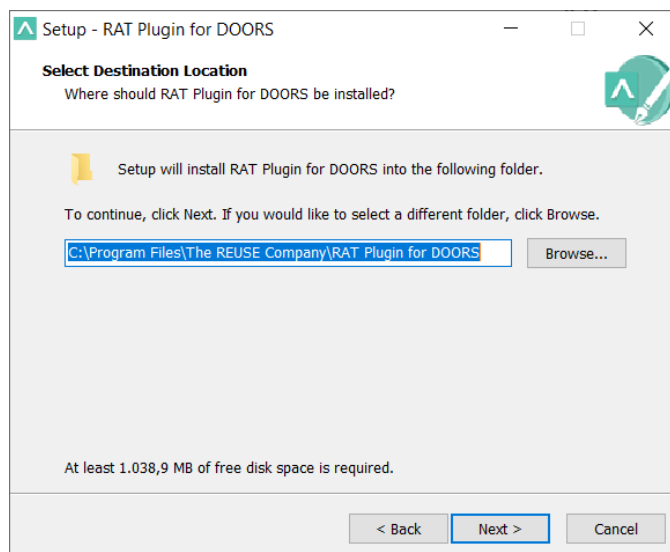 Setup - RAT Plugin for DOORS
Select Destination Location
Where should RAT Plugin for DOORS be installed?
Setup will install RAT Plugin for DOORS into the following folder.
To continue, click Next. If you would like to select a different folder, click Browse.
C:\Program Files\The REUSE Company\RAT Plugin for DOORS
Browse...
At least 1.038,9 MB of free disk space is required.
< Back
Next >
Cancel